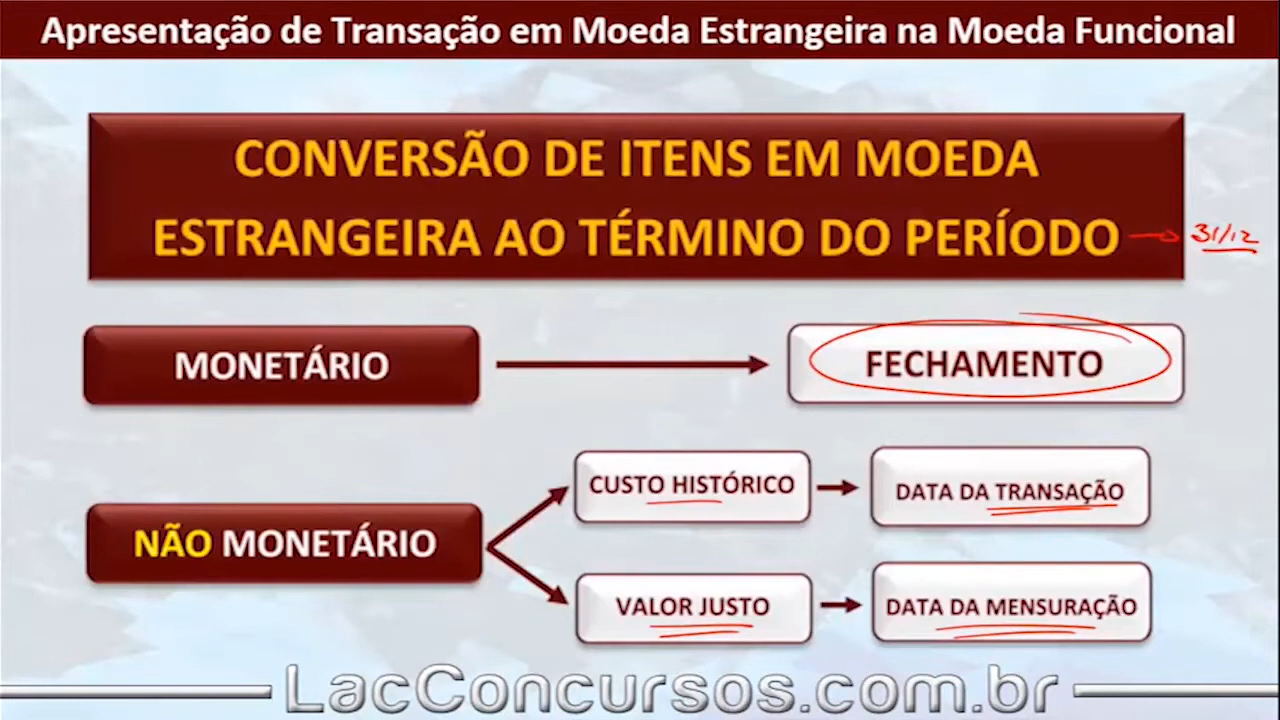 Apresentação de Transação em Moeda Estrangeira na Moeda Funcional
CONVERSÃO DE ITENS EM MOEDA
ESTRANGEIRA AO TÉRMINO DO PERÍODO
31/12
MONETÁRIO
FECHAMENTO
CUSTO HISTÓRICO
DATA DA TRANSAÇÃO
NÃO MONETÁRIO
VALOR JUSTO
DATA DA MENSURAÇÃO
LacConcursos.com.br